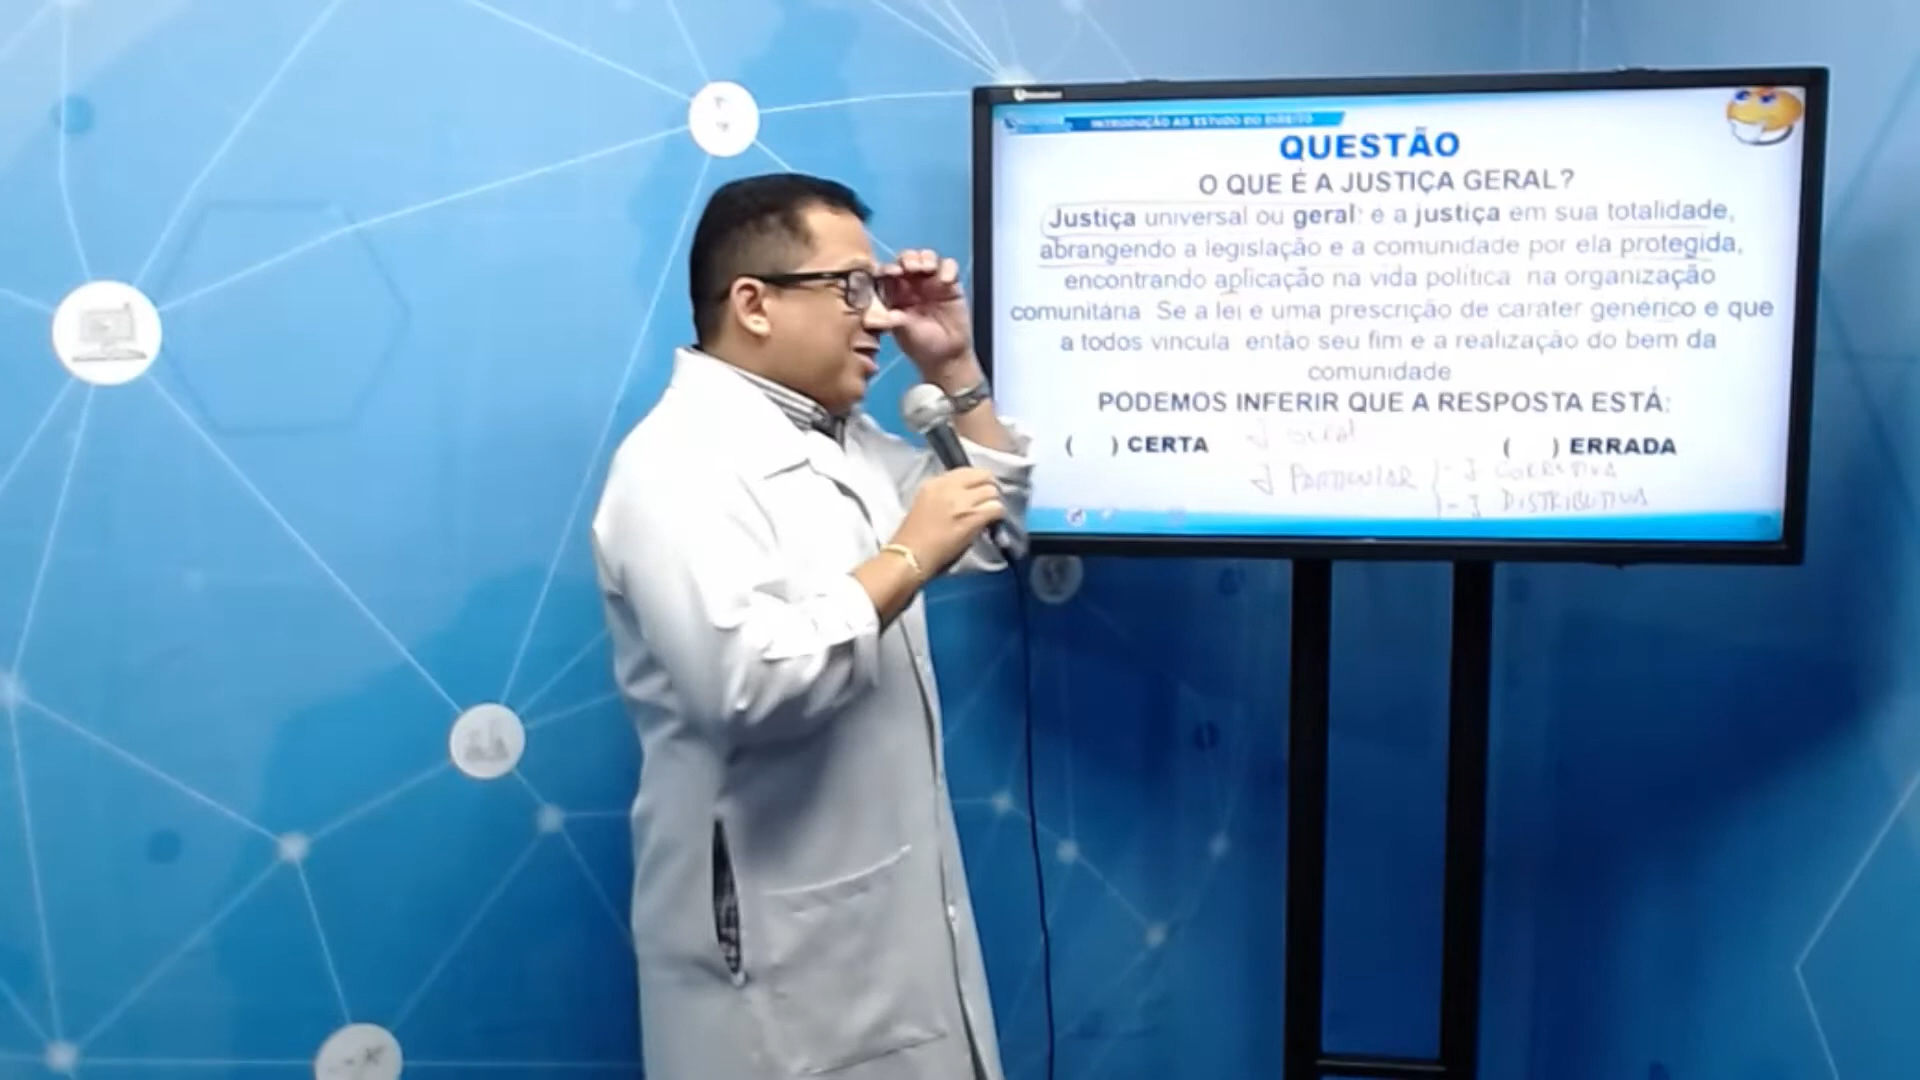 INTRODUÇÃO AO ESTUDO DO DIREITO
QUESTÃO
O QUE É A JUSTIÇA GERAL?
Justiça universal ou geral: é a justiça em sua totalidade,
abrangendo a legislação e a comunidade por ela protegida,
encontrando aplicação na vida política na organização
comunitária Se a lei é uma prescrição de caráter genérico e que
a todos vincula então seu fim é a realização do bem da
comunidade
PODEMOS INFERIR QUE A RESPOSTA ESTÁ:
( ) CERTA ( ) ERRADA
J Geral
J PARTICULAR - J CORRETIVA
- J DISTRIBUTIVA